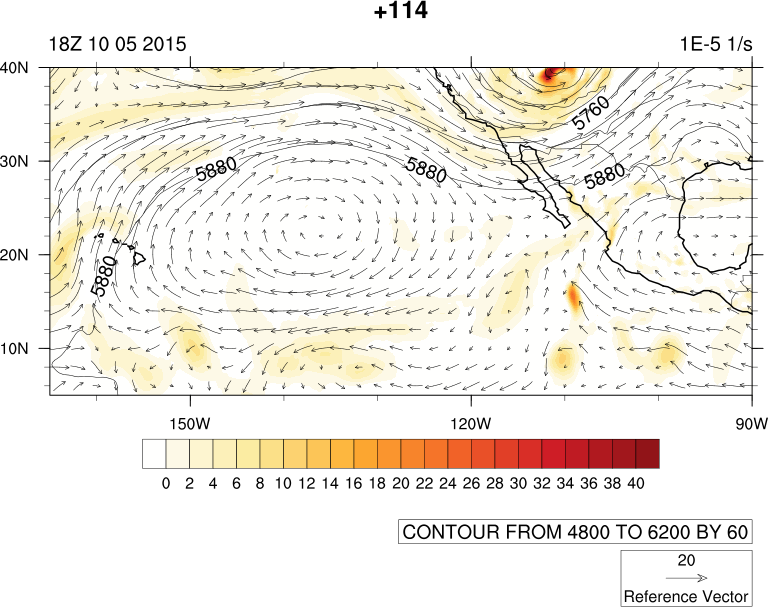 +114
18Z 10 05 2015 1E-5 1/s
40N
5760
30N
5880 5880 5880
20N
5880
10N
150W 120W 90W
0 2 4 6 8 10 12 14 16 18 20 22 24 26 28 30 32 34 36 38 40
CONTOUR FROM 4800 TO 6200 BY 60
20
Reference Vector